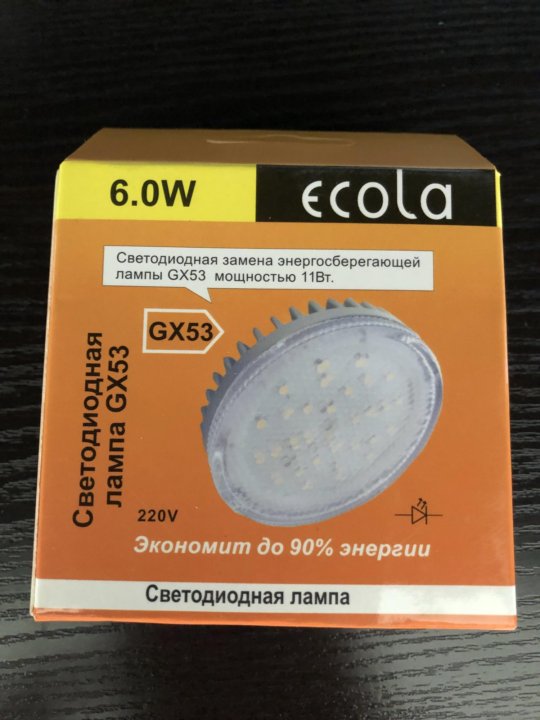 6.0W
ecola
Светодиодная замена энергосберегающей
лампы GX53 мощностью 11Вт.
GX53
Светодиодная
лампа GX53
220V
Экономит до 90% энергии
Светодиодная лампа